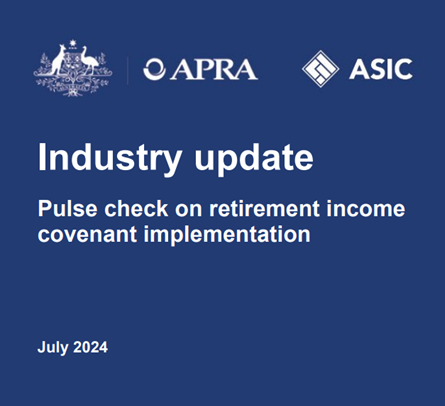 APRA ASIC
Industry update
Pulse check on retirement income
covenant implementation
July 2024